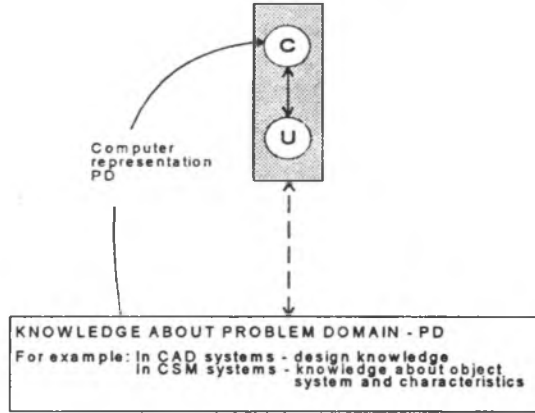 C
U
Computer
representation
PD
KNOWLEDGE ABOUT PROBLEM DOMAIN - PD
For example: In CAD systems - design knowledge
In CSM systems - knowledge about object
system and characteristics